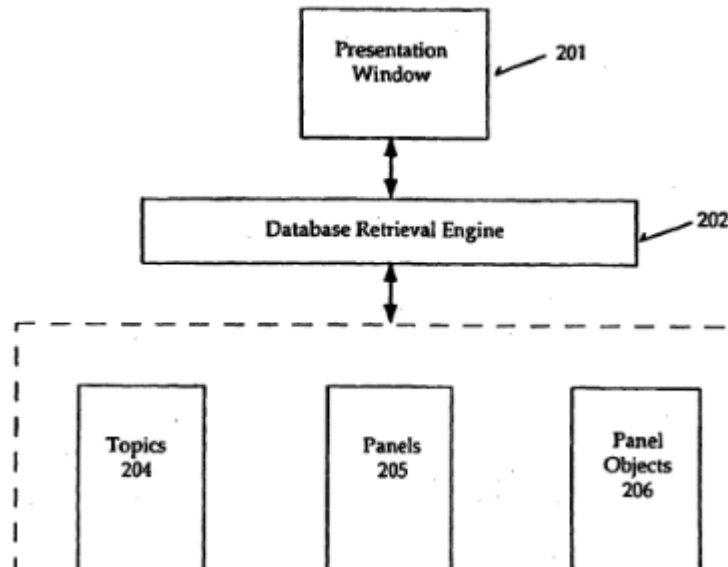 Presentation
Window
201
Database Retrieval Engine
202
Topics
204
Panels
205
Panel
Objects
206